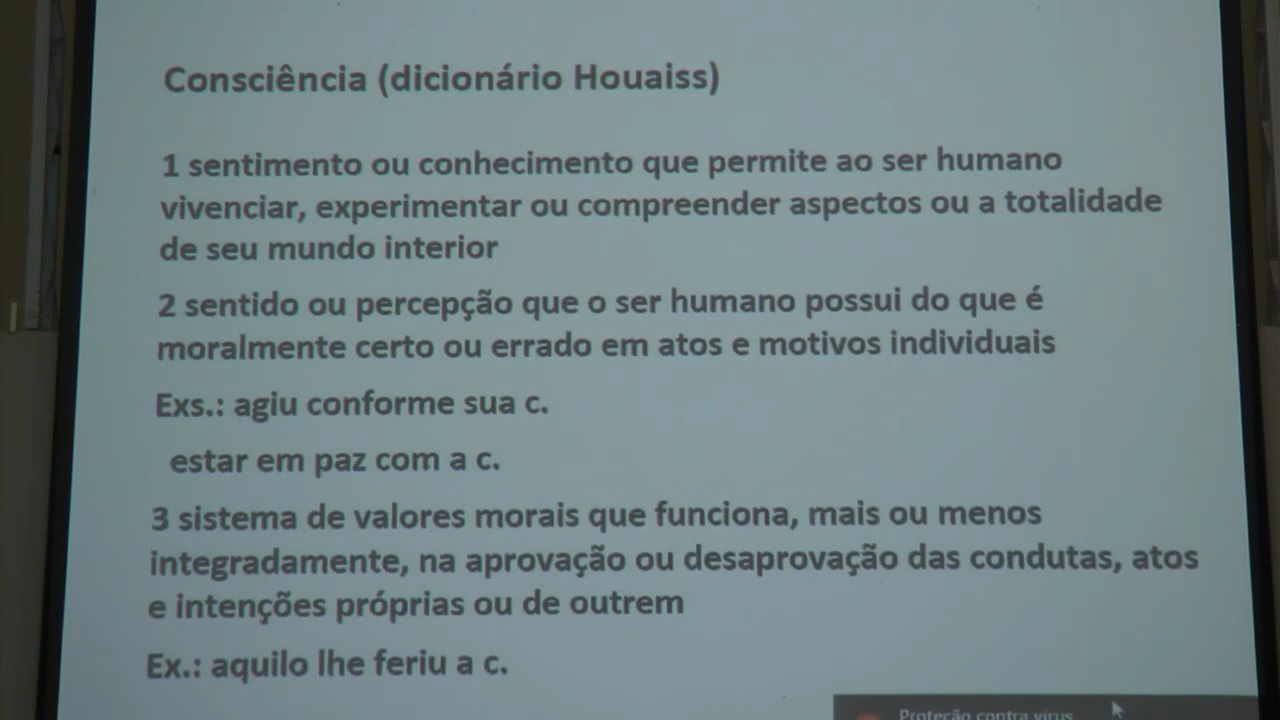 Consciência (dicionário Houaiss)
1 sentimento ou conhecimento que permite ao ser humano
vivenciar, experimentar ou compreender aspectos ou a totalidade
de seu mundo interior
2 sentido ou percepção que o ser humano possui do que é
moralmente certo ou errado em atos e motivos individuais
Exs.: agiu conforme sua c.
estar em paz com a c.
3 sistema de valores morais que funciona, mais ou menos
integradamente, na aprovação ou desaprovação das condutas, atos
e intenções próprias ou de outrem
Ex.: aquilo lhe feriu a c.
Proteção contra vírus